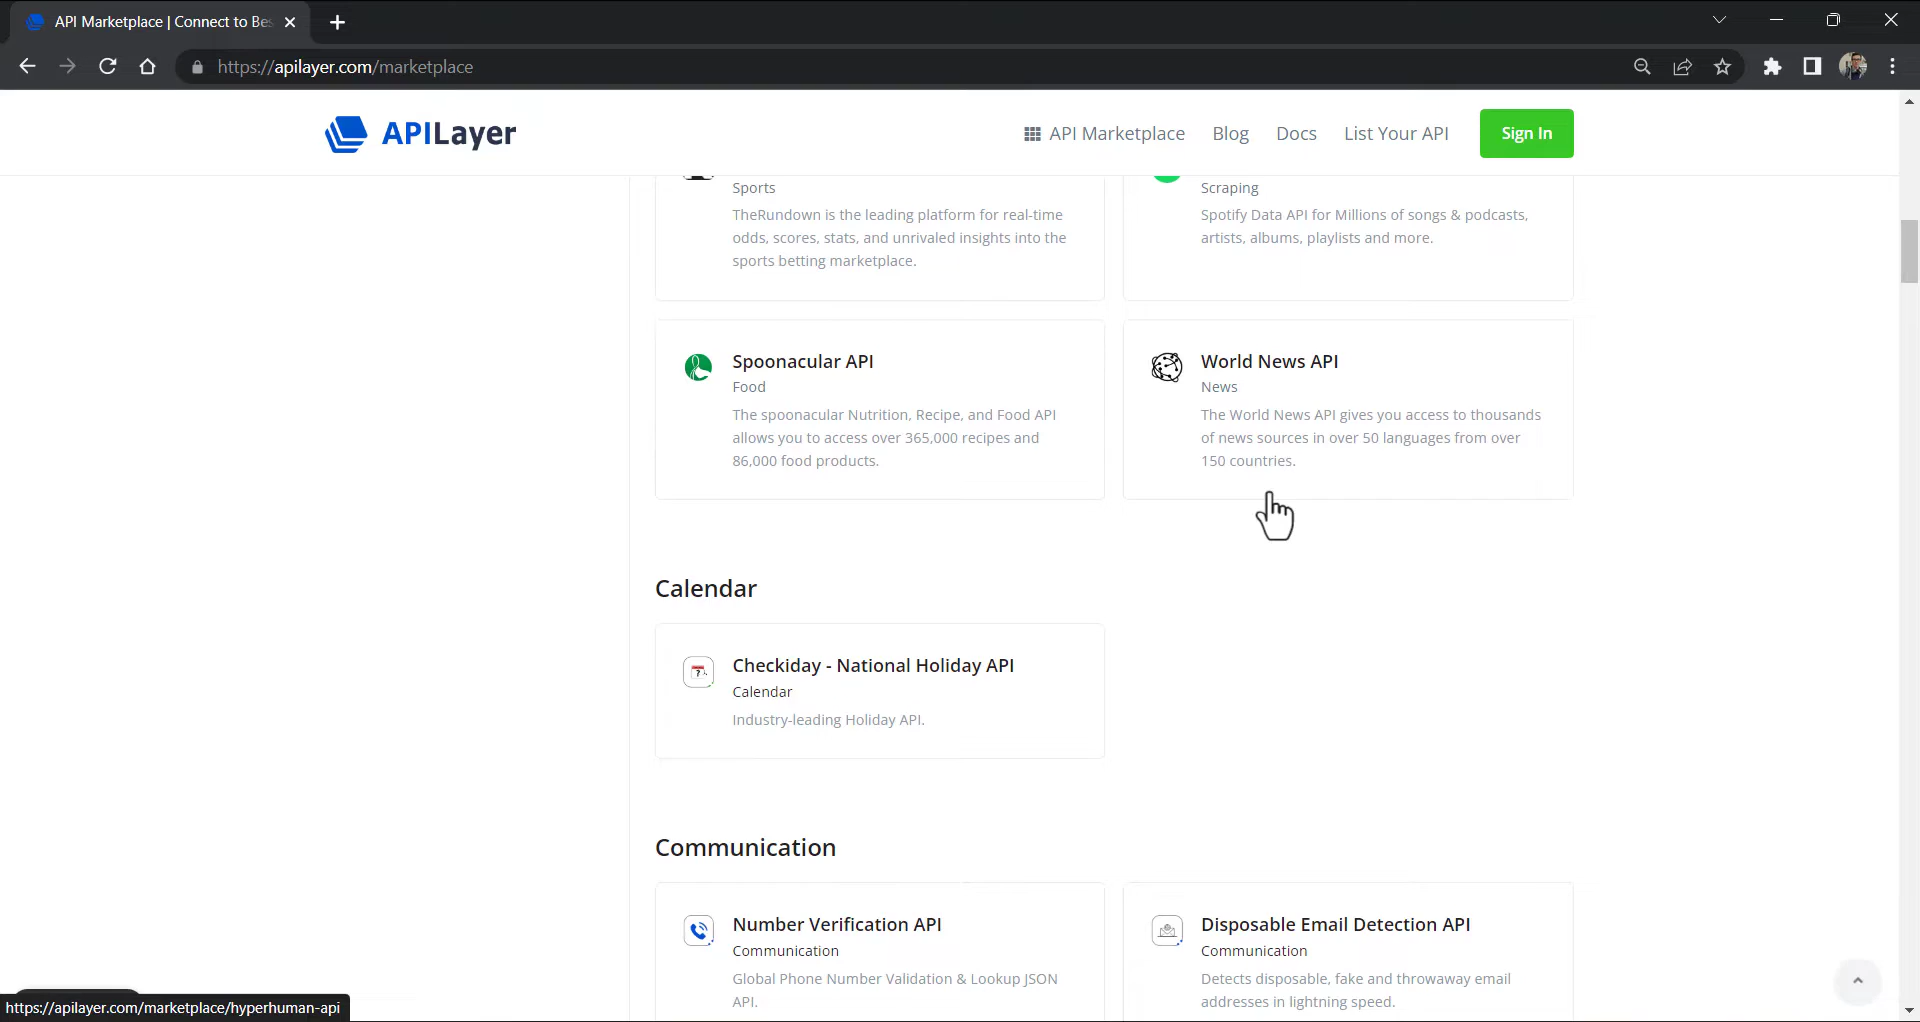 API Marketplace | Connect to Bes
https://apilayer.com/marketplace
APILayer
API Marketplace
Blog
Docs
List Your API
Sign In
Sports
TheRundown is the leading platform for real-time
odds, scores, stats, and unrivaled insights into the
sports betting marketplace.
Scraping
Spotify Data API for Millions of songs & podcasts,
artists, albums, playlists and more.
Spoonacular API
Food
The spoonacular Nutrition, Recipe, and Food API
allows you to access over 365,000 recipes and
86,000 food products.
World News API
News
The World News API gives you access to thousands
of news sources in over 50 languages from over
150 countries.
Calendar
Checkiday - National Holiday API
Calendar
Industry-leading Holiday API.
Communication
Number Verification API
Communication
Global Phone Number Validation & Lookup JSON
API.
Disposable Email Detection API
Communication
Detects disposable, fake and throwaway email
addresses in lightning speed.
https://apilayer.com/marketplace/hyperhuman-api